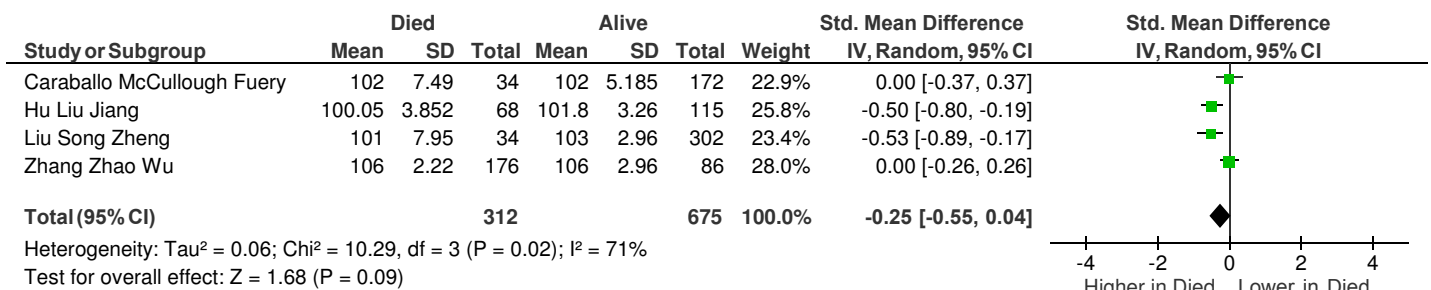 Died Alive Std. Mean Difference Std. Mean Difference
Study or Subgroup Mean SD Total Mean SD Total Weight IV, Random, 95% CI IV, Random, 95% CI
Caraballo McCullough Fuery 102 7.49 34 102 5.185 172 22.9% 0.00 [-0.37, 0.37]
Hu Liu Jiang 100.05 3.852 68 101.8 3.26 115 25.8% -0.50 [-0.80, -0.19]
Liu Song Zheng 101 7.95 34 103 2.96 302 23.4% -0.53 [-0.89, -0.17]
Zhang Zhao Wu 106 2.22 176 106 2.96 86 28.0% 0.00 [-0.26, 0.26]
Total (95% CI) 312 675 100.0% -0.25 [-0.55, 0.04]
Heterogeneity: Tau² = 0.06; Chi² = 10.29, df = 3 (P = 0.02); I² = 71%
Test for overall effect: Z = 1.68 (P = 0.09)
-4 -2 0 2 4
Higher in Died Lower in Died